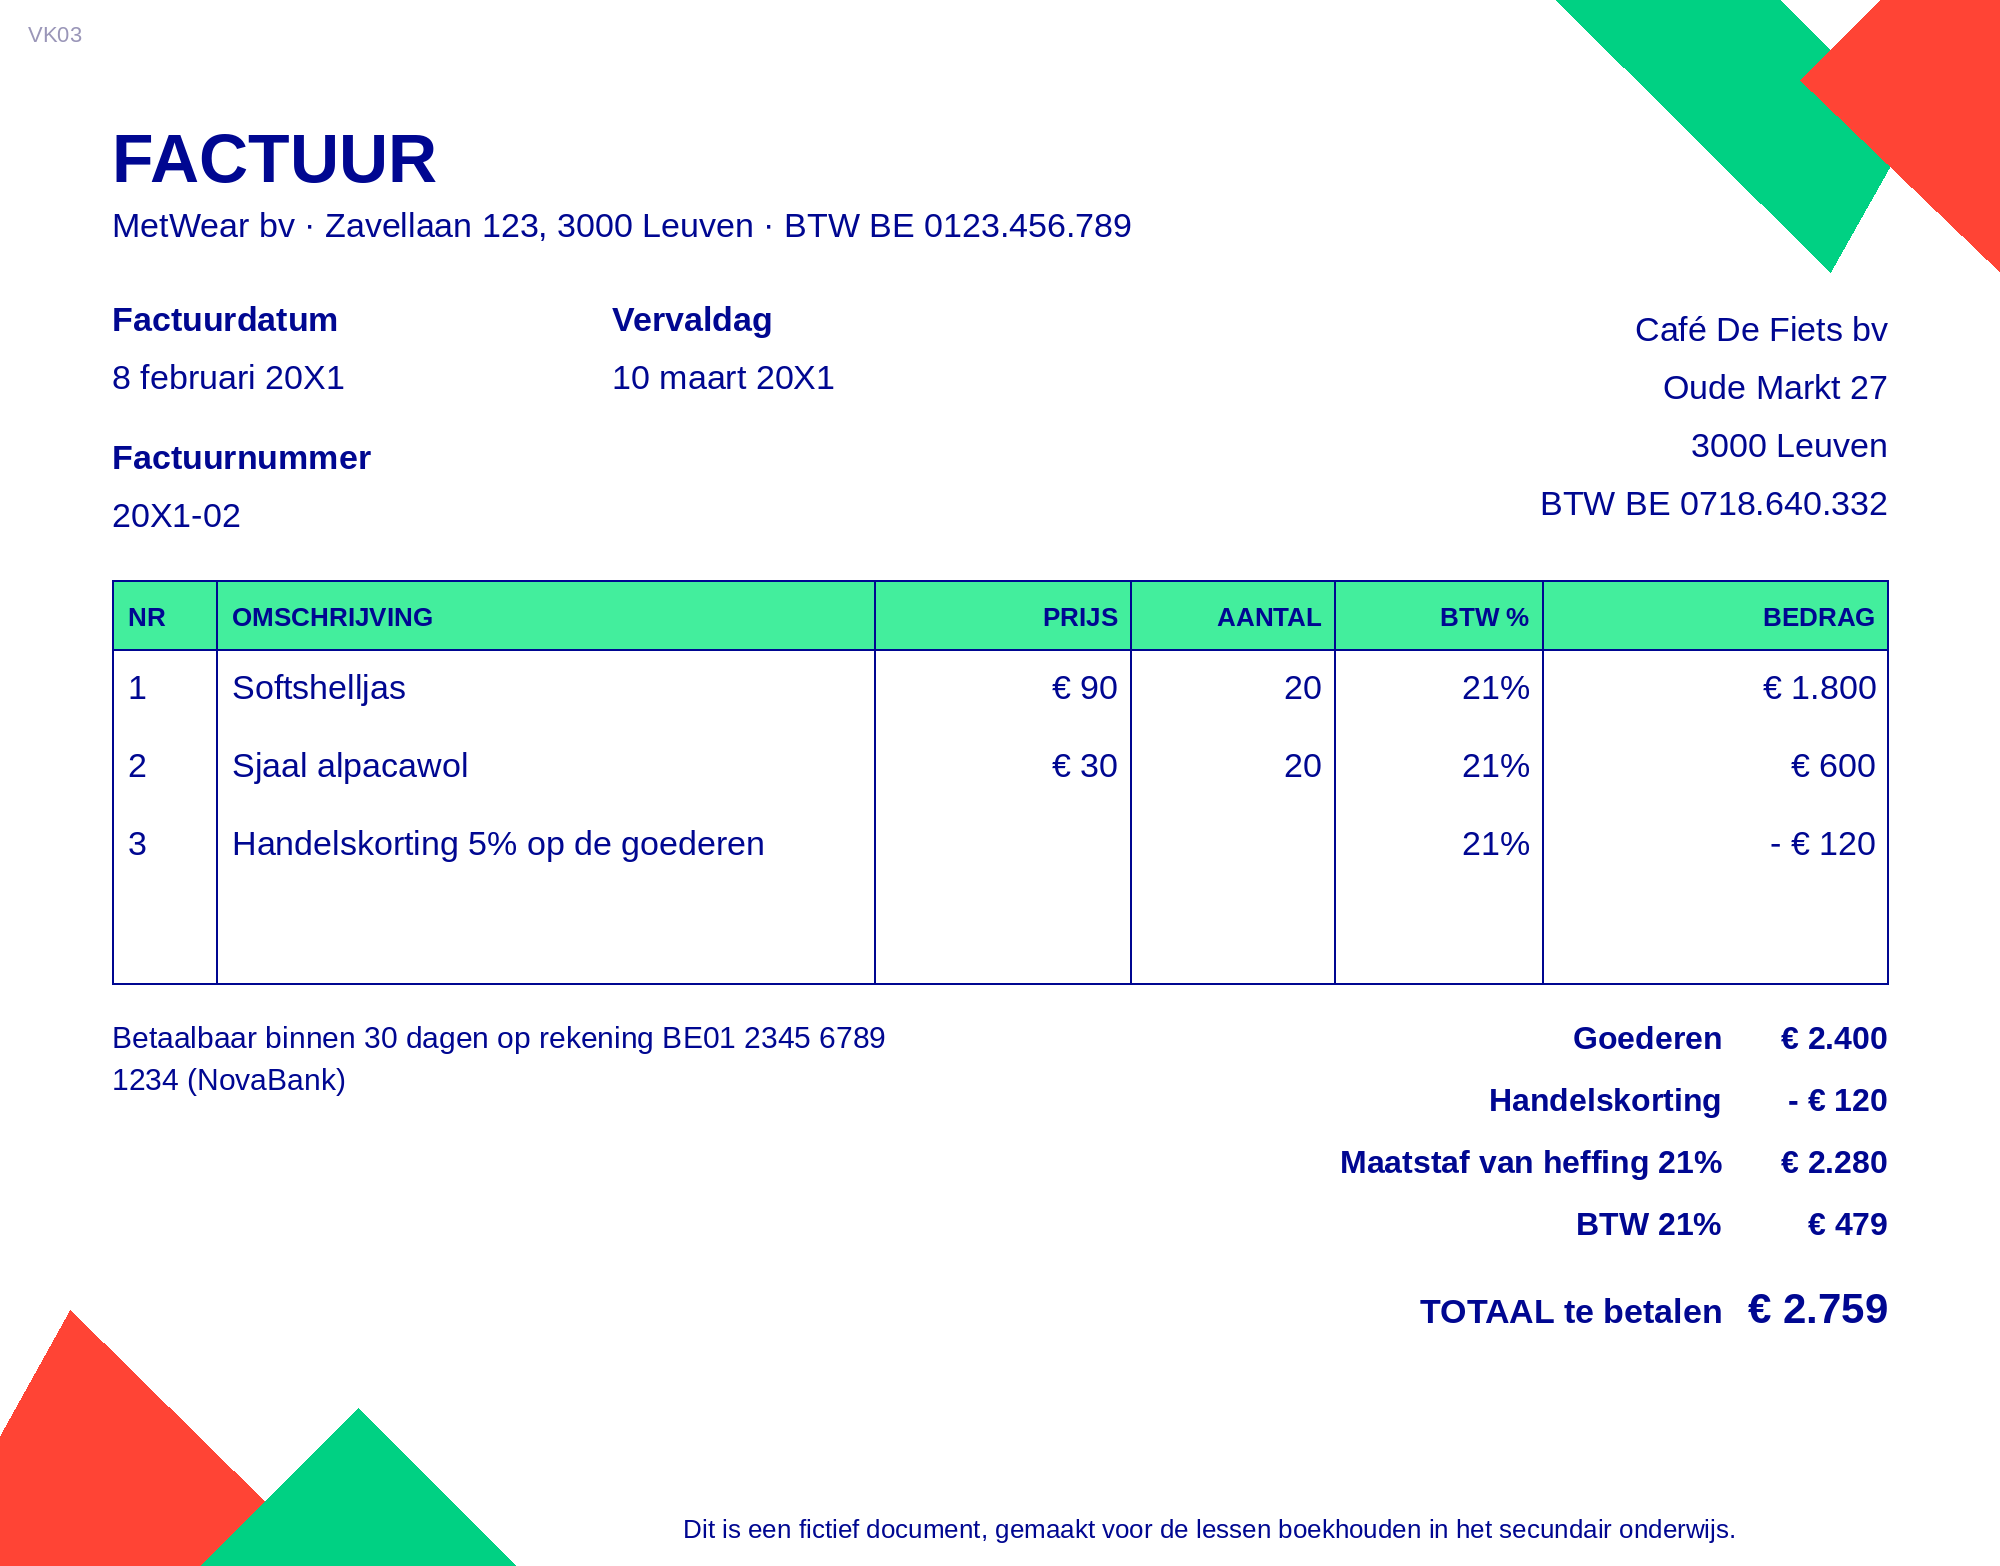 VK03
FACTUUR
MetWear bv · Zavellaan 123, 3000 Leuven · BTW BE 0123.456.789
Factuurdatum
8 februari 20X1
Vervaldag
10 maart 20X1
Factuurnummer
20X1-02
Café De Fiets bv
Oude Markt 27
3000 Leuven
BTW BE 0718.640.332
NR OMSCHRIJVING PRIJS AANTAL BTW % BEDRAG
1 Softshelljas € 90 20 21% € 1.800
2 Sjaal alpacawol € 30 20 21% € 600
3 Handelskorting 5% op de goederen 21% - € 120
Betaalbaar binnen 30 dagen op rekening BE01 2345 6789
1234 (NovaBank)
Goederen € 2.400
Handelskorting - € 120
Maatstaf van heffing 21% € 2.280
BTW 21% € 479
TOTAAL te betalen € 2.759
Dit is een fictief document, gemaakt voor de lessen boekhouden in het secundair onderwijs.